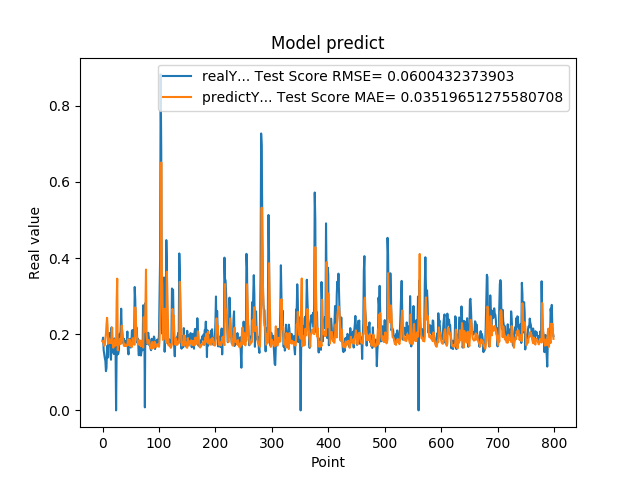 Model predict
realY... Test Score RMSE= 0.0600432373903
predictY... Test Score MAE= 0.03519651275580708
Real value
0.8
0.6
0.4
0.2
0.0
0 100 200 300 400 500 600 700 800
Point